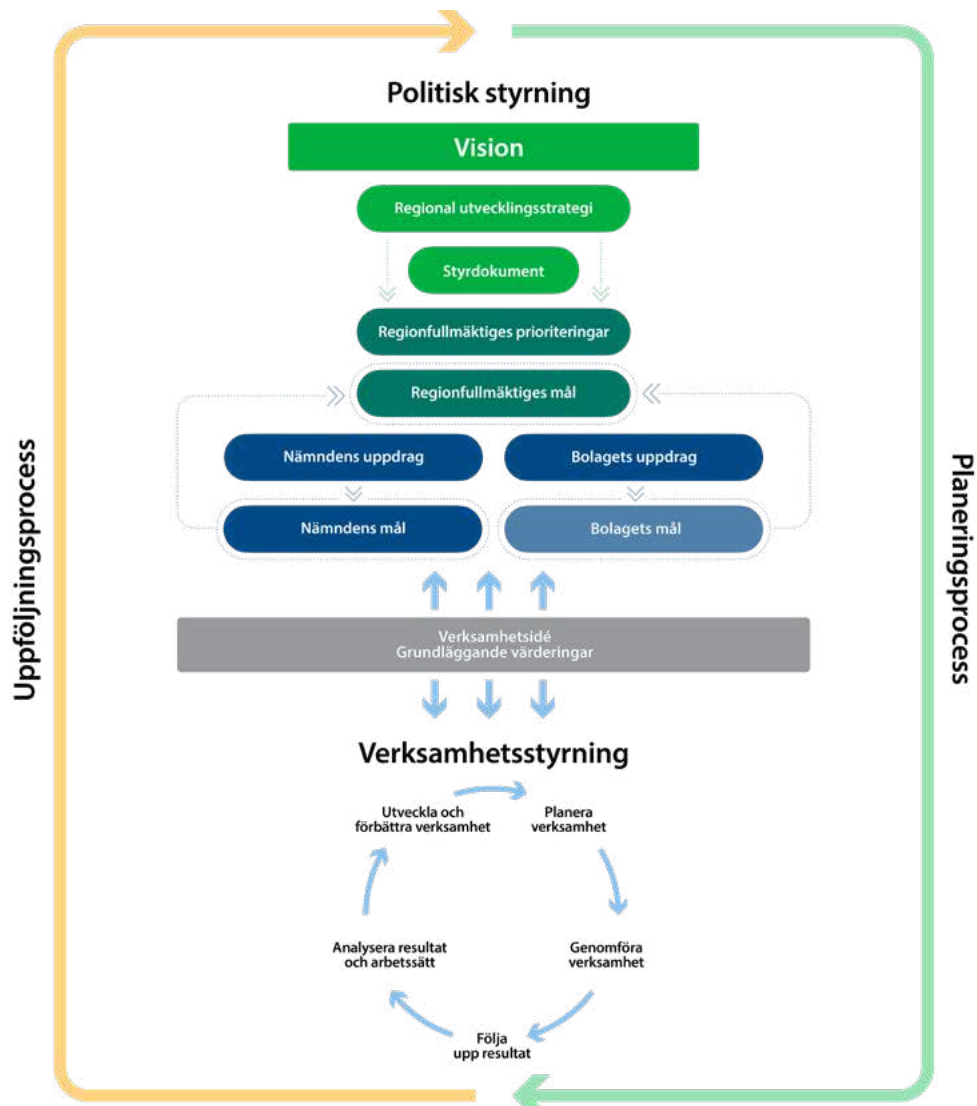 Politisk styrning
Vision
Regional utvecklingsstrategi
Styrdokument
Regionfullmäktiges prioriteringar
Regionfullmäktiges mål
Nämndens uppdrag
Bolagets uppdrag
Nämndens mål
Bolagets mål
Uppföljningsprocess
Planeringsprocess
Verksamhetsidé
Grundläggande värderingar
Verksamhetsstyrning
Utveckla och
förbättra verksamhet
Planera
verksamhet
Genomföra
verksamhet
Följa
upp resultat
Analysera resultat
och arbetssätt